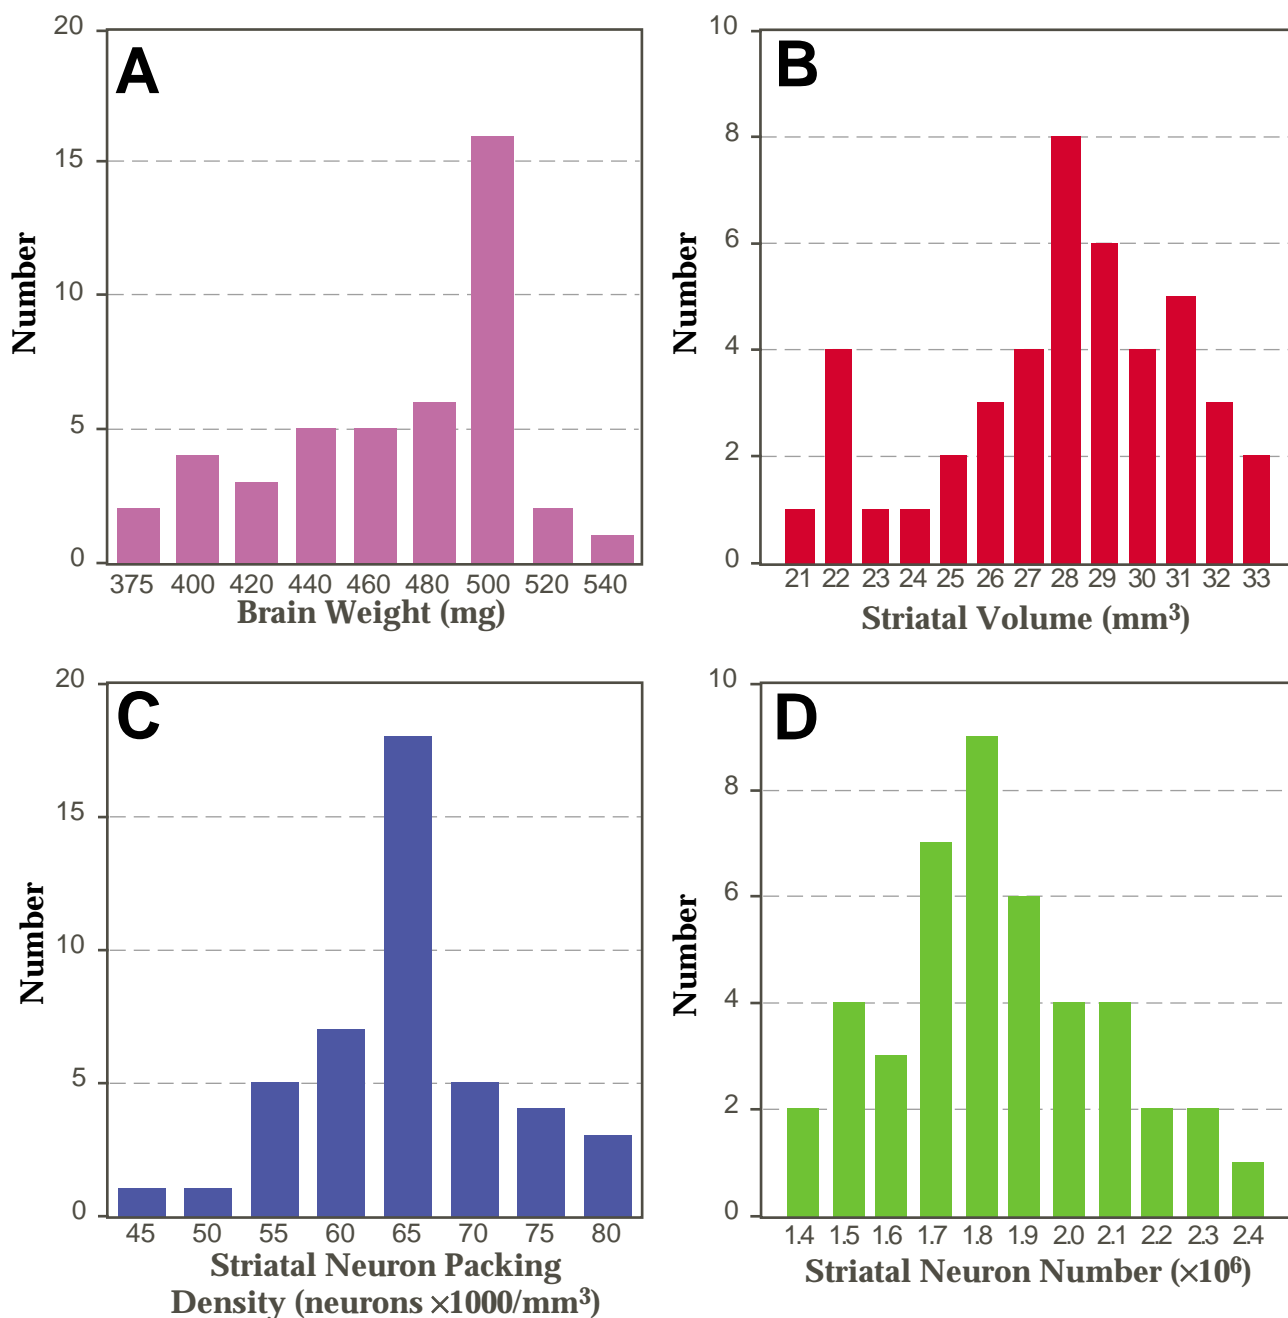 A
20
15
10
5
0
Number
375 400 420 440 460 480 500 520 540
Brain Weight (mg)
B
10
8
6
4
2
0
Number
21 22 23 24 25 26 27 28 29 30 31 32 33
Striatal Volume (mm³)
C
20
15
10
5
0
Number
45 50 55 60 65 70 75 80
Striatal Neuron Packing
Density (neurons ×1000/mm³)
D
10
8
6
4
2
0
Number
1.4 1.5 1.6 1.7 1.8 1.9 2.0 2.1 2.2 2.3 2.4
Striatal Neuron Number (×10⁶)